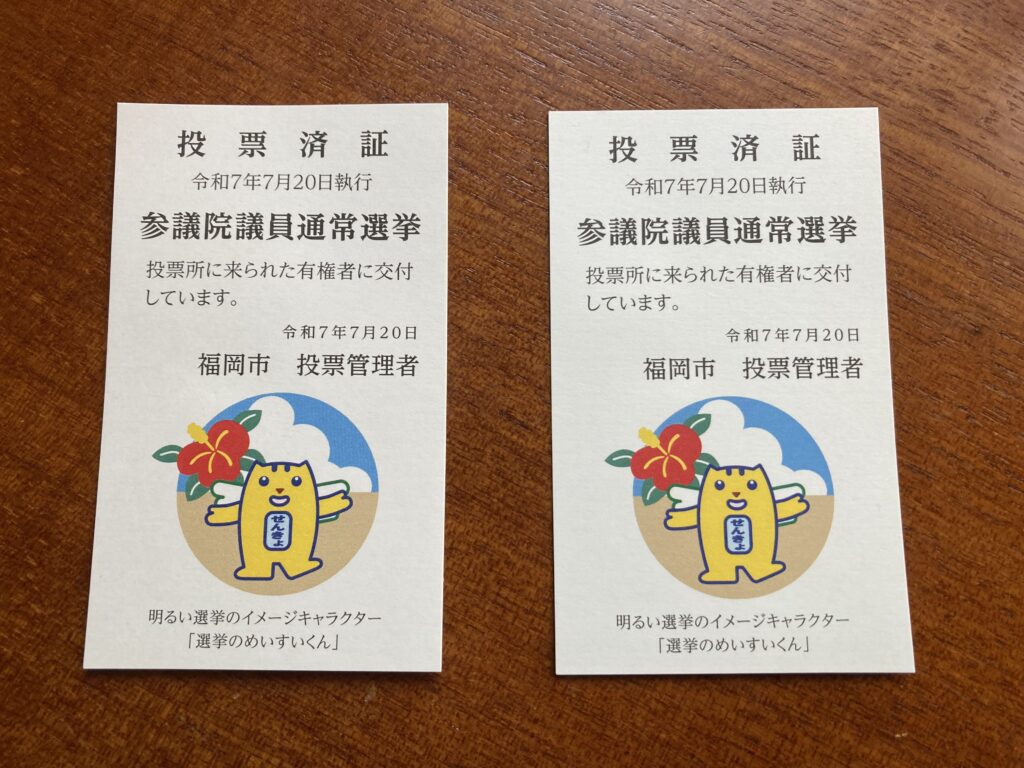 投票済証
令和7年7月20日執行
参議院議員通常選挙
投票所に来られた有権者に交付
しています。
令和7年7月20日
福岡市 投票管理者
せんきょ
明るい選挙のイメージキャラクター
「選挙のめいすいくん」
投票済証
令和7年7月20日執行
参議院議員通常選挙
投票所に来られた有権者に交付
しています。
令和7年7月20日
福岡市 投票管理者
せんきょ
明るい選挙のイメージキャラクター
「選挙のめいすいくん」